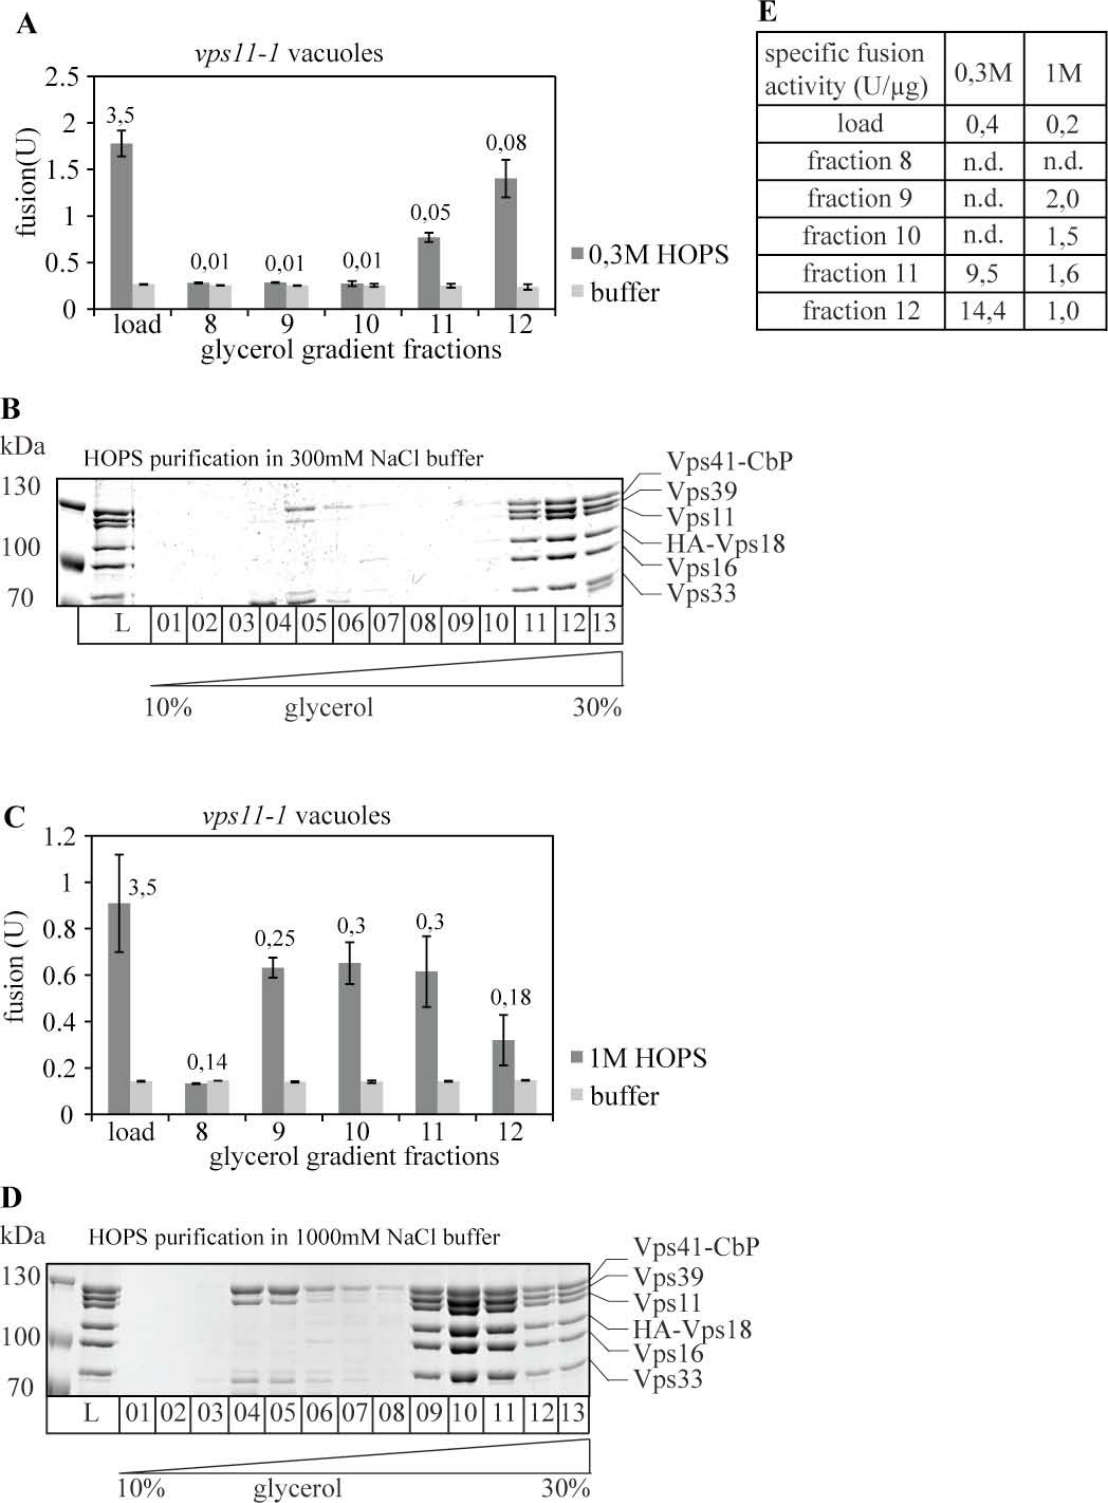 A
vps11-1 vacuoles
fusion(U)
2.5
2
1.5
1
0.5
0
3,5
0,01
0,01
0,01
0,05
0,08
load 8 9 10 11 12
glycerol gradient fractions
0,3M HOPS
buffer
E
specific fusion activity (U/µg) 0,3M 1M
load 0,4 0,2
fraction 8 n.d. n.d.
fraction 9 n.d. 2,0
fraction 10 n.d. 1,5
fraction 11 9,5 1,6
fraction 12 14,4 1,0
B
kDa
HOPS purification in 300mM NaCl buffer
130
100
70
Vps41-CbP
Vps39
Vps11
HA-Vps18
Vps16
Vps33
L 01 02 03 04 05 06 07 08 09 10 11 12 13
10% glycerol 30%
C
vps11-1 vacuoles
fusion (U)
1.2
1
0.8
0.6
0.4
0.2
0
3,5
0,14
0,25
0,3
0,3
0,18
load 8 9 10 11 12
glycerol gradient fractions
1M HOPS
buffer
D
kDa
HOPS purification in 1000mM NaCl buffer
130
100
70
Vps41-CbP
Vps39
Vps11
HA-Vps18
Vps16
Vps33
L 01 02 03 04 05 06 07 08 09 10 11 12 13
10% glycerol 30%